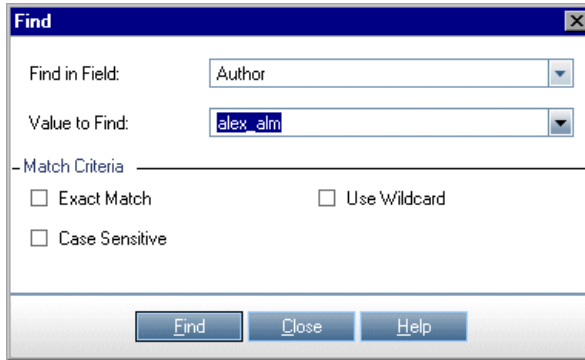 Find
Find in Field: Author
Value to Find: alex_alm
Match Criteria
Exact Match Use Wildcard
Case Sensitive
Find Close Help